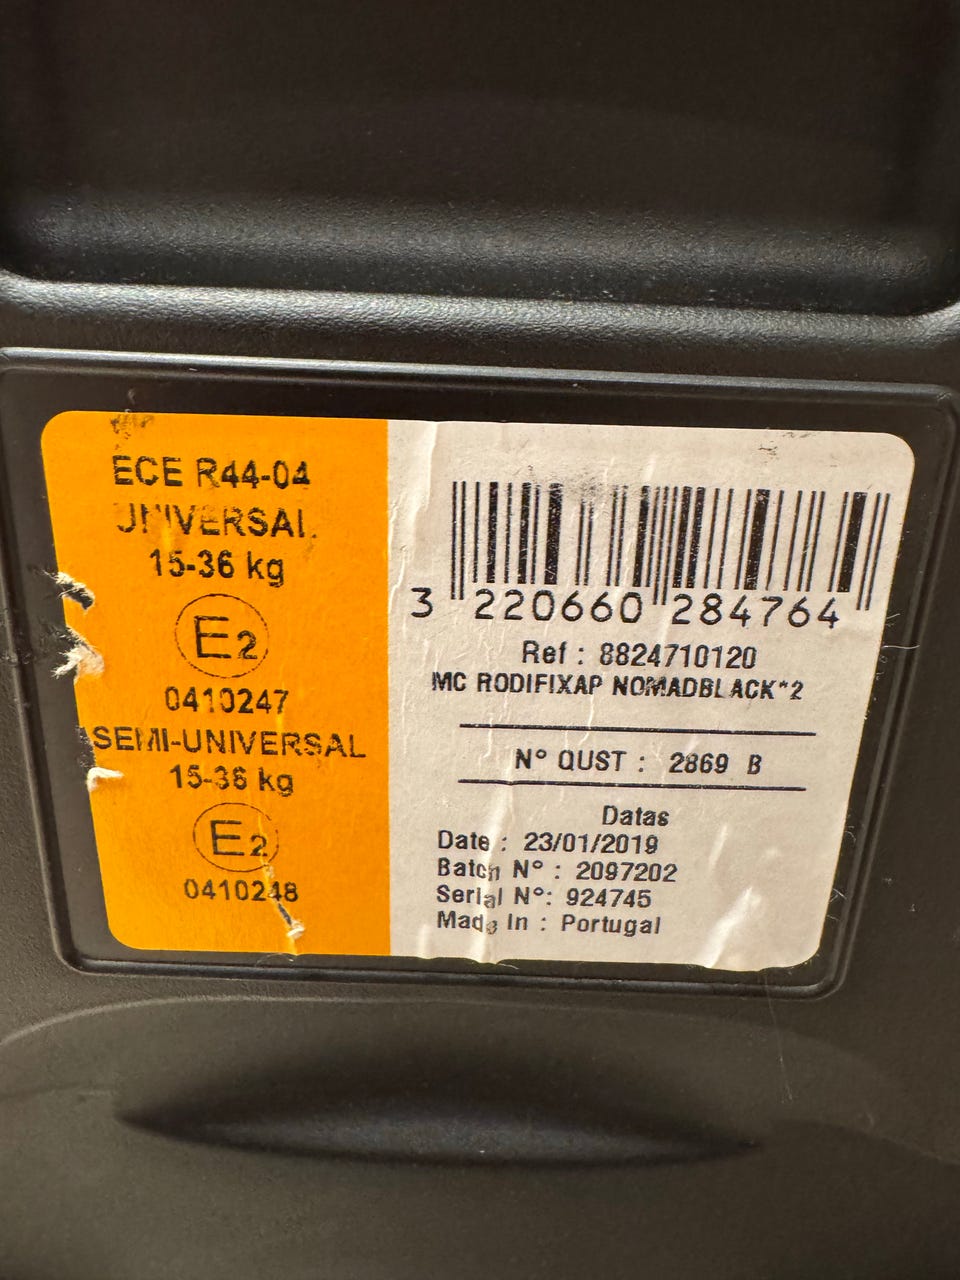 ECE R44-04
UNIVERSAL
15-36 kg
E2
0410247
SEMI-UNIVERSAL
15-36 kg
E2
0410248
3 220660 284764
Ref : 8824710120
MC RODIFIXAP NOMADBLACK*2
N° QUST : 2869 B
Datas
Date : 23/01/2019
Batch N° : 2097202
Serial N°: 924745
Made In : Portugal